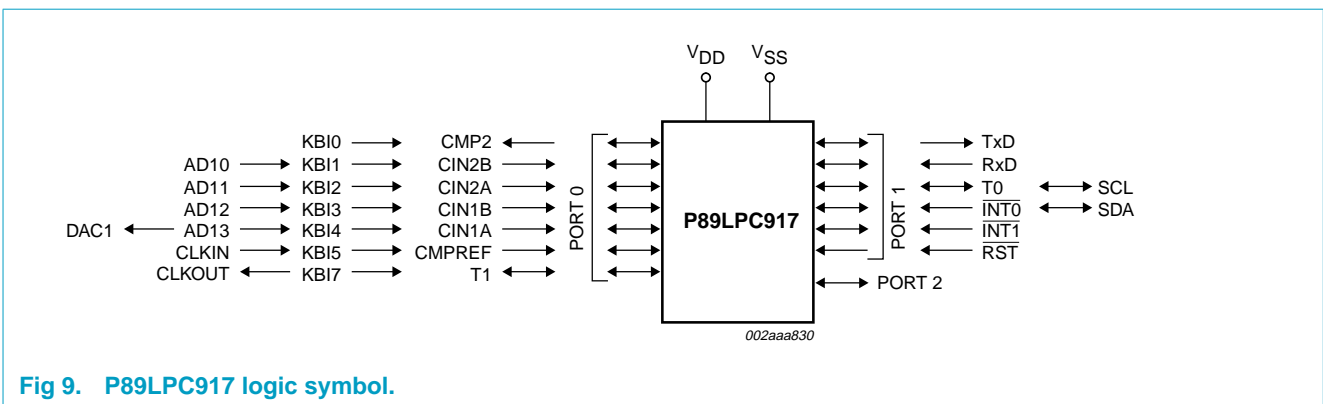 VDD VSS
KBI0 CMP2 TxD
AD10 KBI1 CIN2B RxD
AD11 KBI2 CIN2A T0 SCL
AD12 KBI3 CIN1B INT0 SDA
DAC1 AD13 KBI4 CIN1A INT1
CLKIN KBI5 CMPREF RST
CLKOUT KBI7 T1
PORT 0
P89LPC917
PORT 1
PORT 2
002aaa830
Fig 9. P89LPC917 logic symbol.